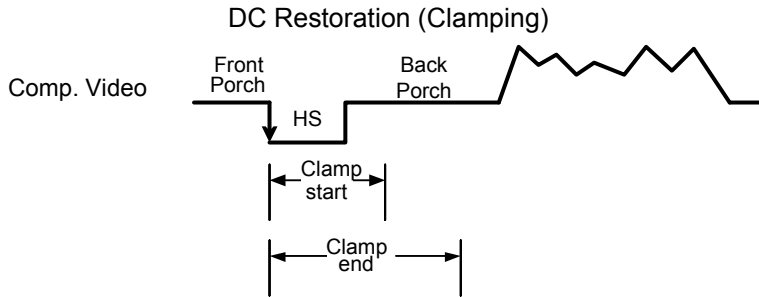 DC Restoration (Clamping)
Front
Porch
Back
Porch
Comp. Video
HS
Clamp
start
Clamp
end